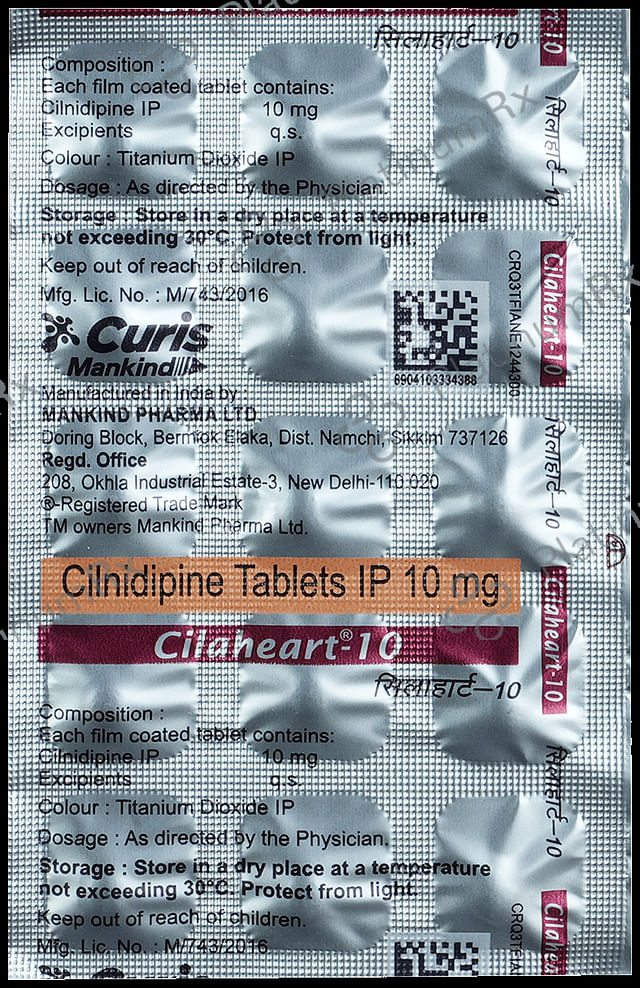 सिलाहार्ट–10
Composition :
Each film coated tablet contains:
Cilnidipine IP 10 mg
Excipients q.s.
Colour : Titanium Dioxide IP
Dosage : As directed by the Physician.
Storage : Store in a dry place at a temperature
not exceeding 30°C. Protect from light.
Keep out of reach of children.
Mfg. Lic. No. : M/743/2016
Curis
Mankind
Manufactured in India by
MANKIND PHARMA LTD.
Doring Block, Bermiok Elaka, Dist. Namchi, Sikkim 737126
Regd. Office
208, Okhla Industrial Estate-3, New Delhi-110 020
®-Registered Trade Mark
TM owners Mankind Pharma Ltd.
8904103334388
CRQ3TFIANE1244300
Cilnidipine Tablets IP 10 mg
Cilaheart®-10
सिलाहार्ट–10
Composition :
Each film coated tablet contains:
Cilnidipine IP 10 mg
Excipients q.s.
Colour : Titanium Dioxide IP
Dosage : As directed by the Physician.
Storage : Store in a dry place at a temperature
not exceeding 30°C. Protect from light.
Keep out of reach of children.
Mfg. Lic. No. : M/743/2016
CRQ3TFIAN
-10
सिलाहार्ट–10
Cilaheart-10
सिलाहार्ट–10
Cilaheart-10
सिलाहार्ट–10
Cilahea
PlatinumRx